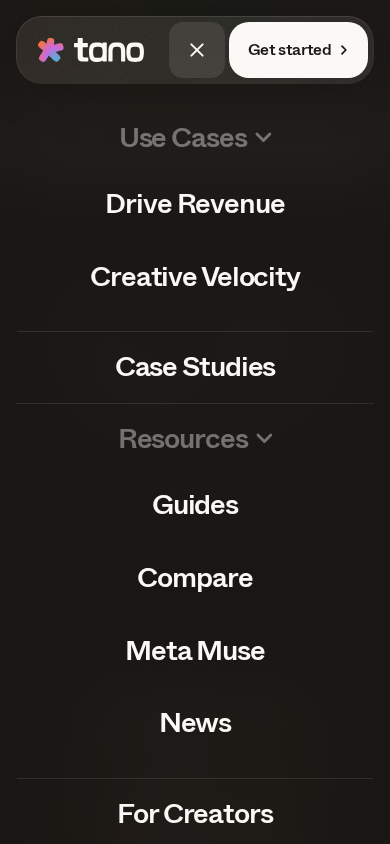 tano
Get started
Use Cases
Drive Revenue
Creative Velocity
Case Studies
Resources
Guides
Compare
Meta Muse
News
For Creators